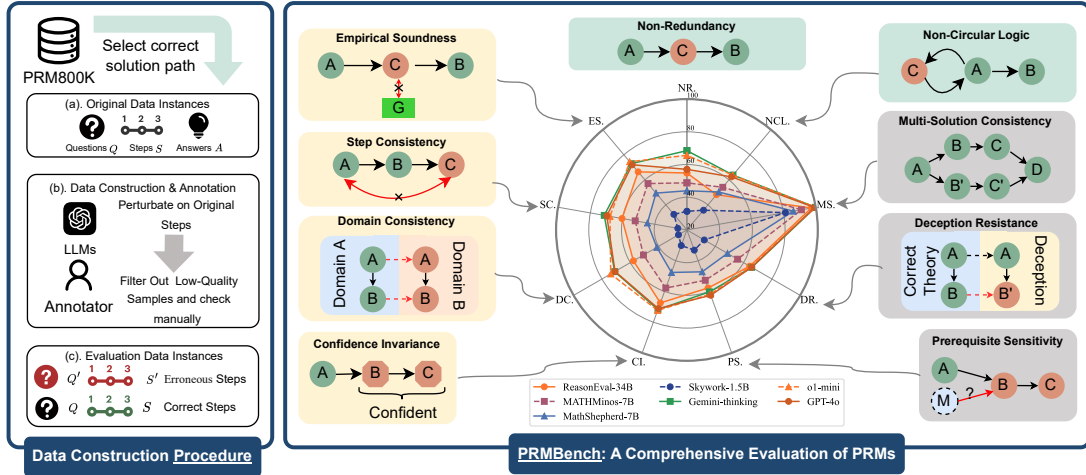 PRM800K
Select correct
solution path
(a). Original Data Instances
?
1 2 3
Questions Q Steps S Answers A
(b). Data Construction & Annotation
Perturbate on Original
Steps
LLMs
Annotator
Filter Out Low-Quality
Samples and check
manually
(c). Evaluation Data Instances
? Q′ 1 2 3 S′ Erroneous Steps
? Q 1 2 3 S Correct Steps
Data Construction Procedure
Empirical Soundness
A C B
G
Step Consistency
A B C
Domain Consistency
Domain A
A A
B B
Domain B
Confidence Invariance
A B C
Confident
Non-Redundancy
A C B
NR.
100
80
60
40
20
ES.
NCL.
SC.
MS.
DC.
DR.
CI.
PS.
ReasonEval-34B
MATHMinos-7B
MathShepherd-7B
Skywork-1.5B
Gemini-thinking
o1-mini
GPT-4o
Non-Circular Logic
C A B
Multi-Solution Consistency
B C
A D
B' C'
Deception Resistance
Correct
Theory
A A
B B'
Deception
Prerequisite Sensitivity
A
B C
M ?
PRMBench: A Comprehensive Evaluation of PRMs